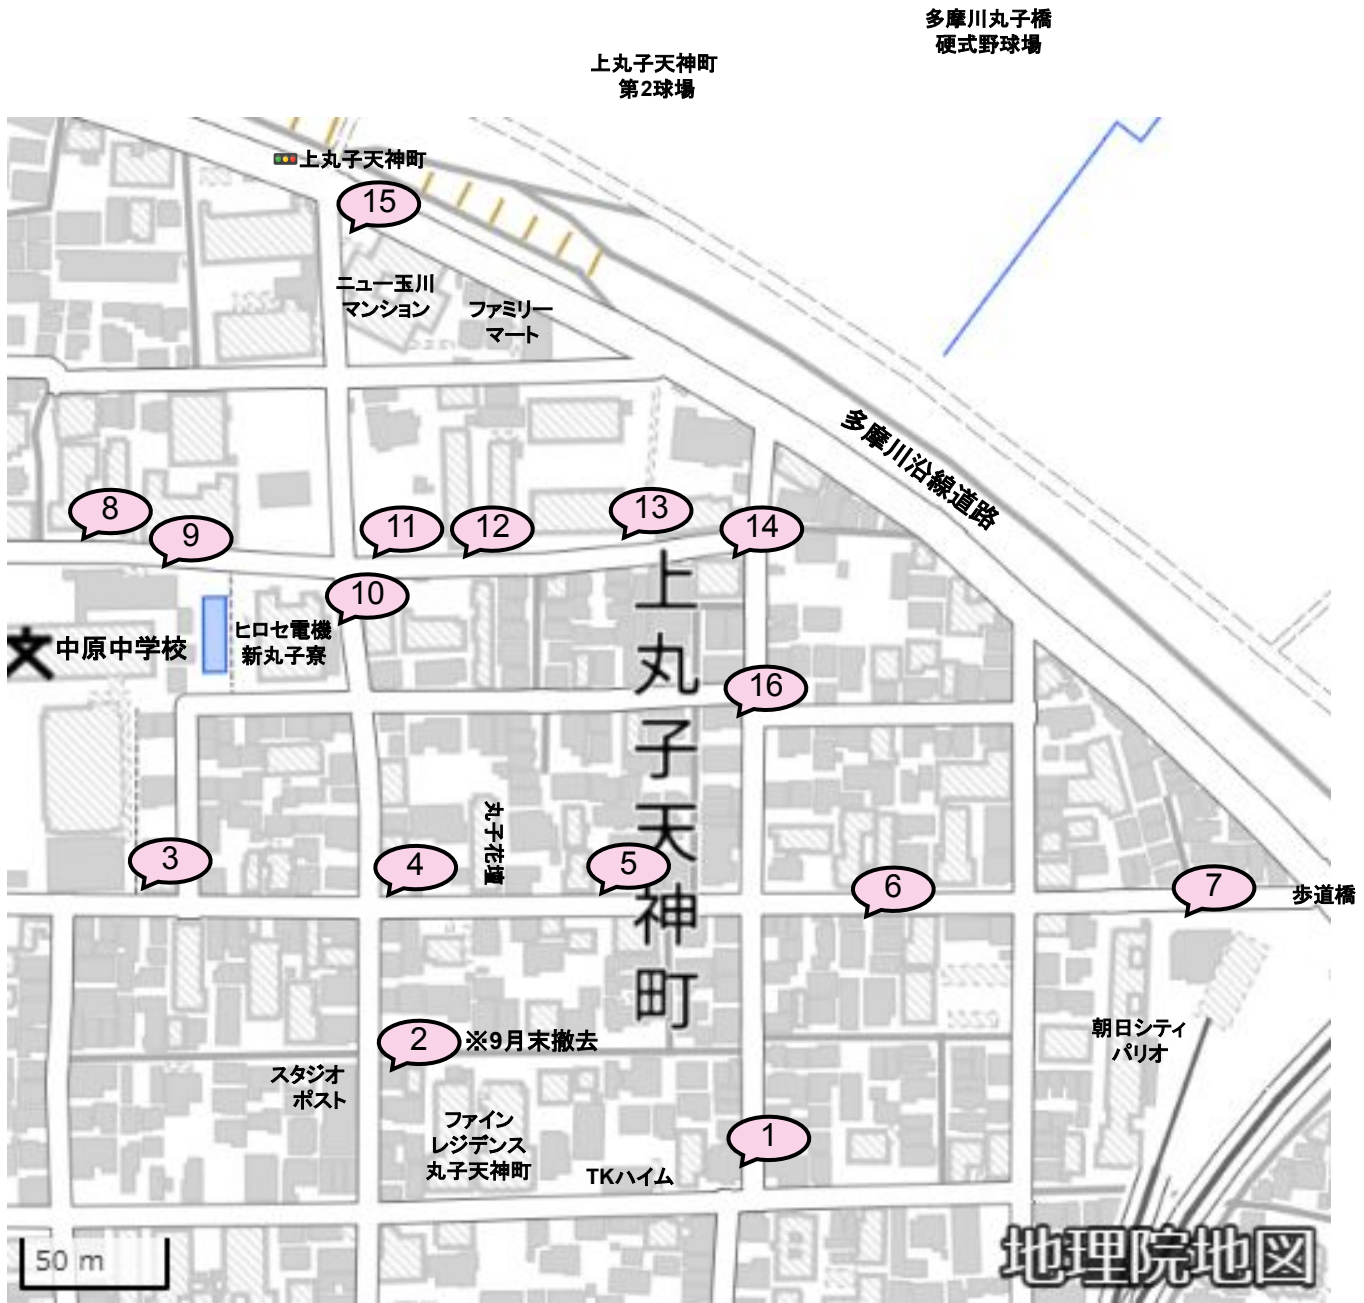 多摩川丸子橋
硬式野球場
上丸子天神町
第2球場
上丸子天神町
15
ニュー玉川
マンション
ファミリー
マート
多摩川沿線道路
8
9
11
12
13
14
10
上丸子天神町
中原中学校
ヒロセ電機
新丸子寮
16
丸子花壇
3
4
5
6
7
歩道橋
2
※9月末撤去
スタジオ
ポスト
ファイン
レジデンス
丸子天神町
TKハイム
1
朝日シティ
パリオ
50 m
地理院地図